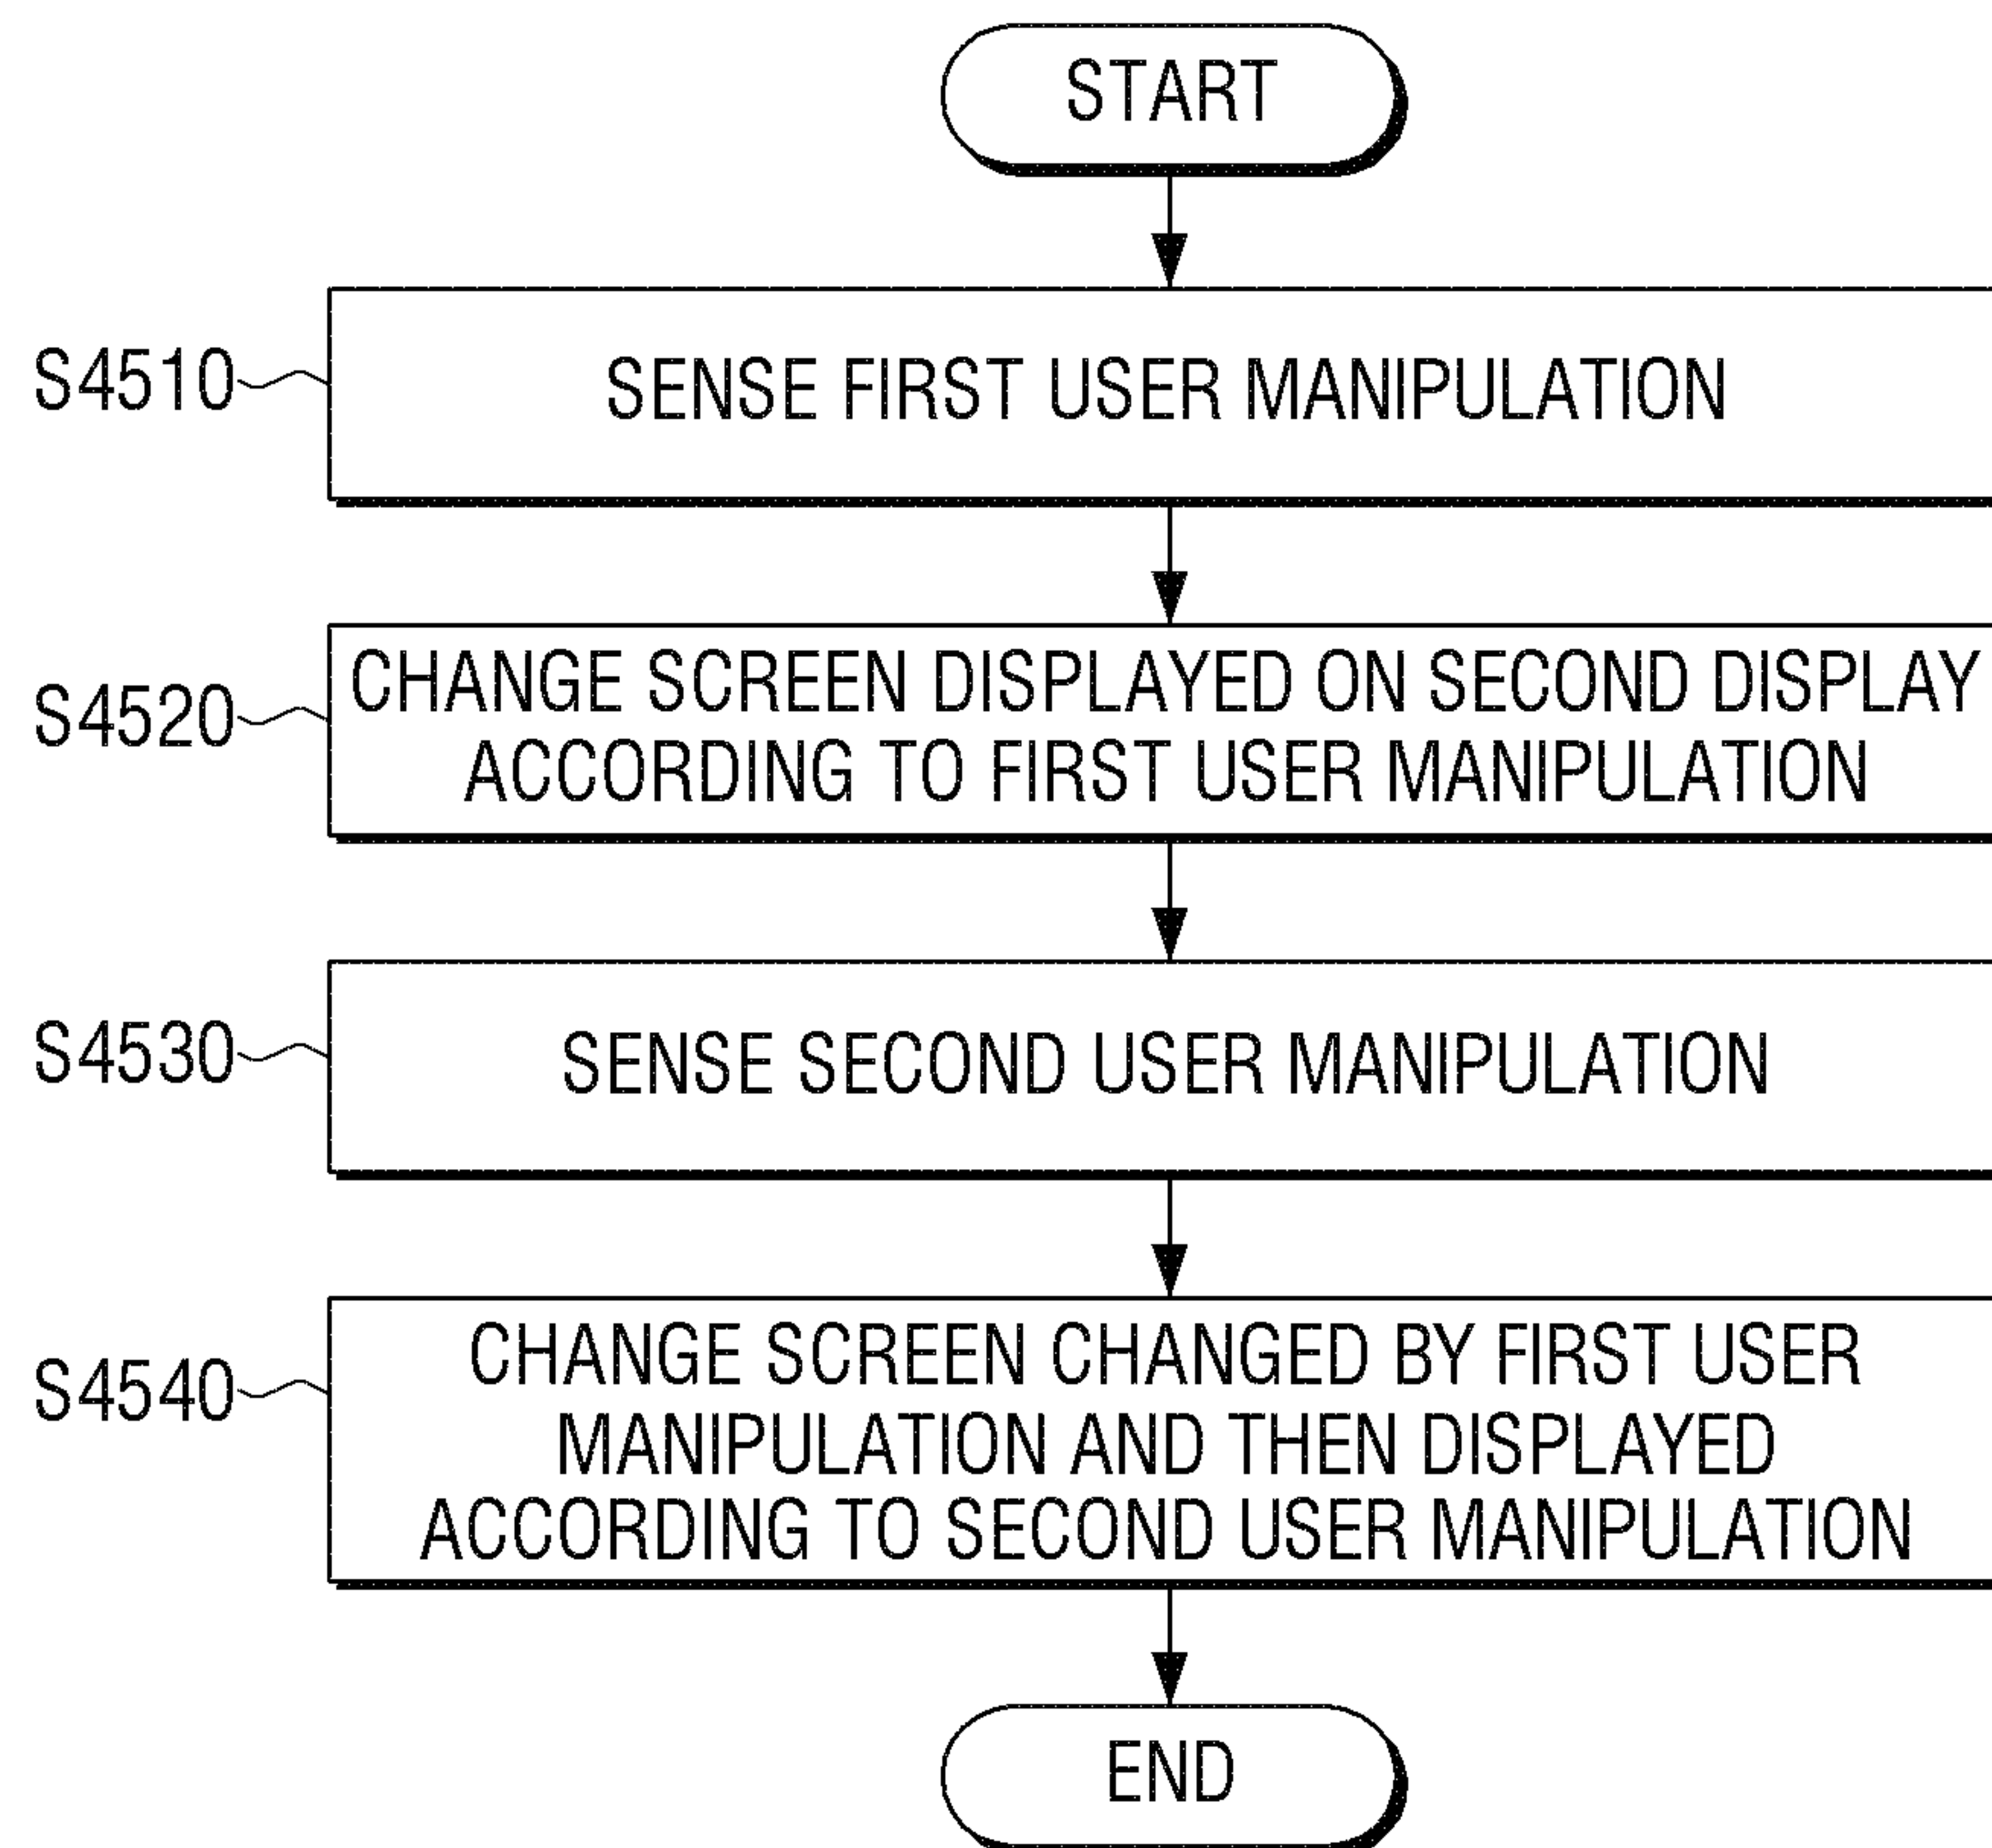 START
S4510
SENSE FIRST USER MANIPULATION
S4520
CHANGE SCREEN DISPLAYED ON SECOND DISPLAY
ACCORDING TO FIRST USER MANIPULATION
S4530
SENSE SECOND USER MANIPULATION
S4540
CHANGE SCREEN CHANGED BY FIRST USER
MANIPULATION AND THEN DISPLAYED
ACCORDING TO SECOND USER MANIPULATION
END